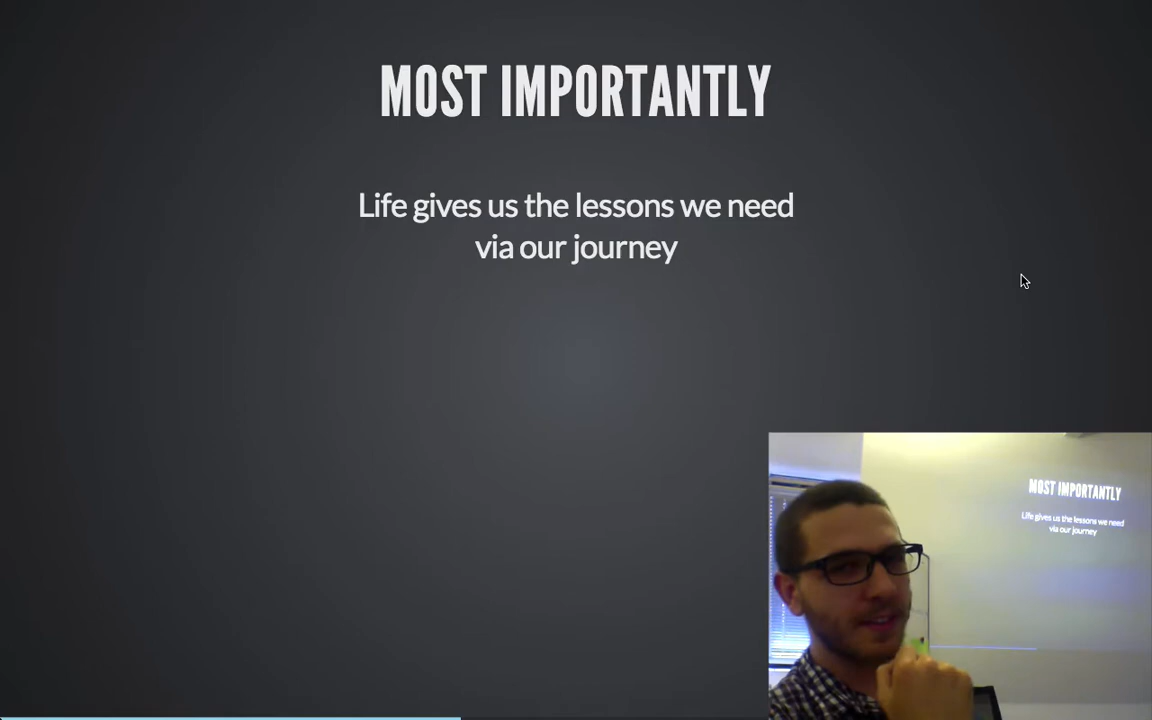 MOST IMPORTANTLY
Life gives us the lessons we need
via our journey
MOST IMPORTANTLY
Life gives us the lessons we need
via our journey